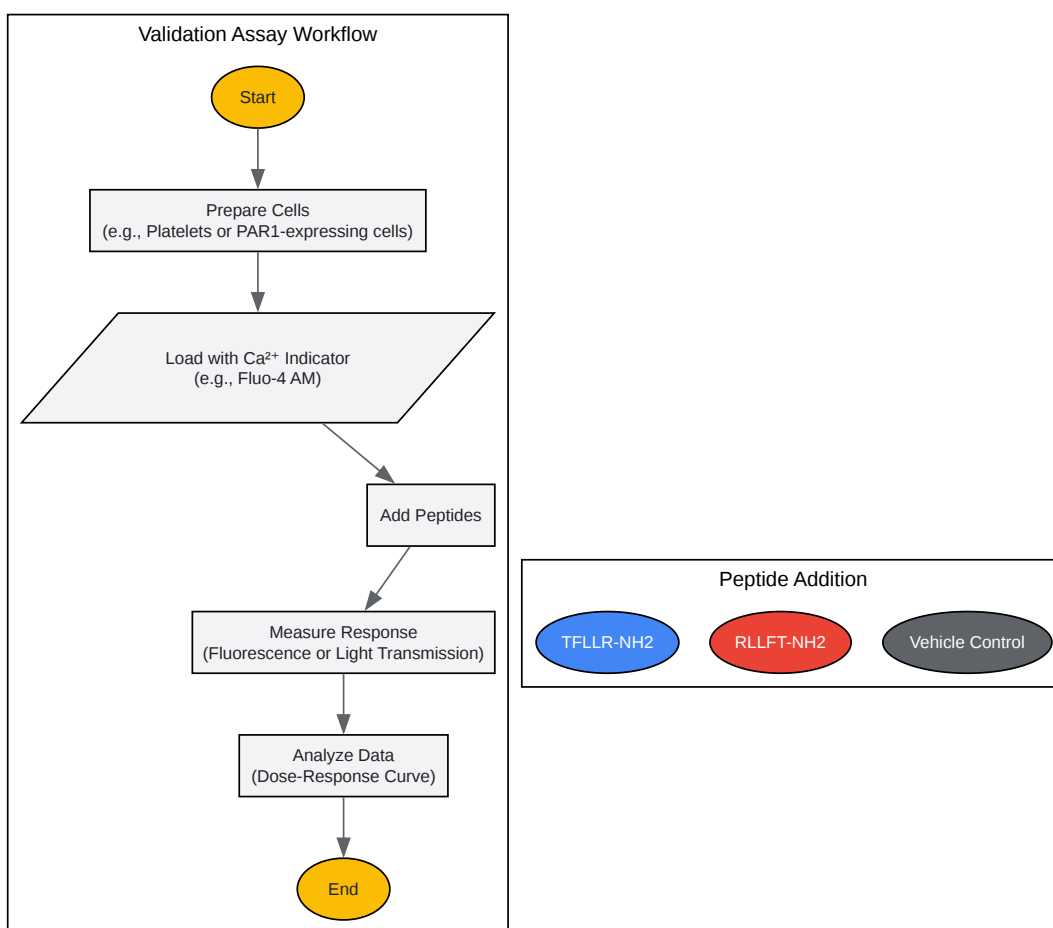 Validation Assay Workflow
Start
Prepare Cells
(e.g., Platelets or PAR1-expressing cells)
Load with Ca²⁺ Indicator
(e.g., Fluo-4 AM)
Add Peptides
Measure Response
(Fluorescence or Light Transmission)
Analyze Data
(Dose-Response Curve)
End
Peptide Addition
TFLLR-NH2
RLLFT-NH2
Vehicle Control